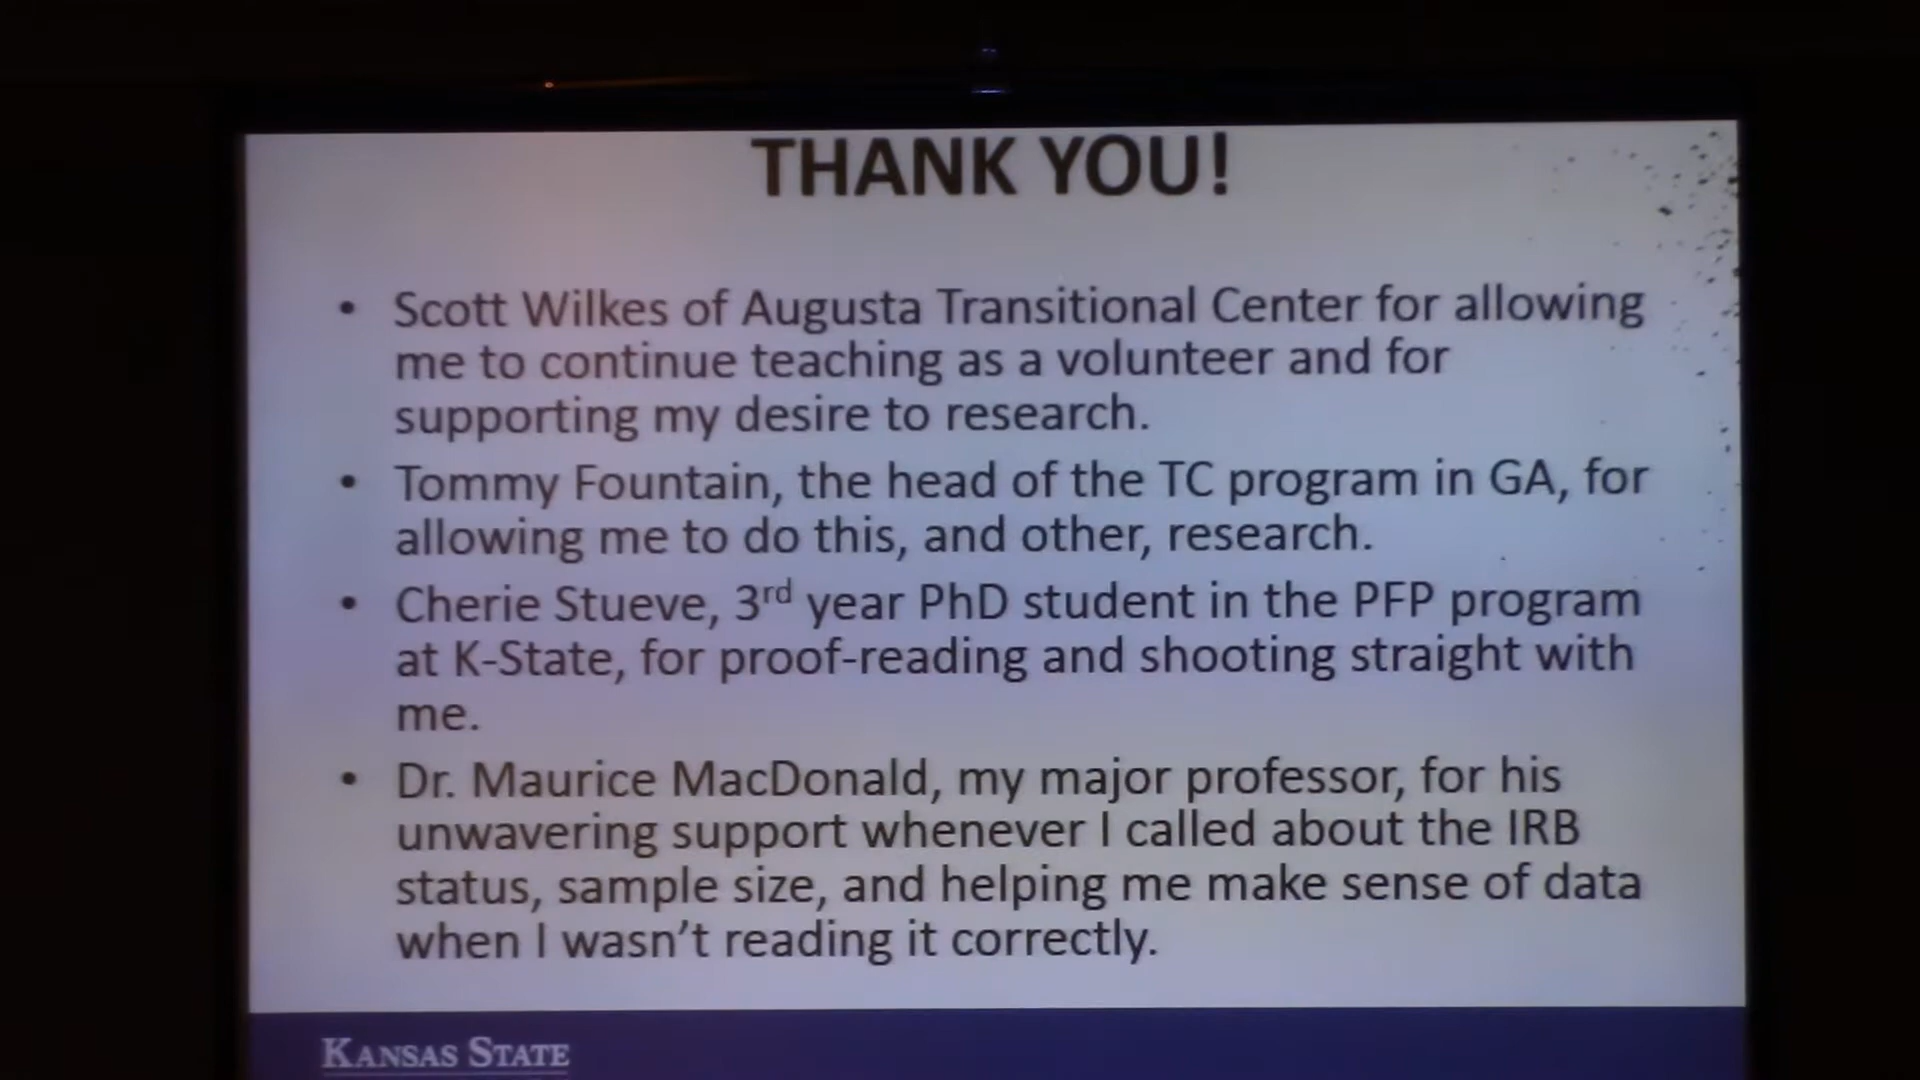 THANK YOU!
• Scott Wilkes of Augusta Transitional Center for allowing
me to continue teaching as a volunteer and for
supporting my desire to research.
• Tommy Fountain, the head of the TC program in GA, for
allowing me to do this, and other, research.
• Cherie Stueve, 3rd year PhD student in the PFP program
at K-State, for proof-reading and shooting straight with
me.
• Dr. Maurice MacDonald, my major professor, for his
unwavering support whenever I called about the IRB
status, sample size, and helping me make sense of data
when I wasn't reading it correctly.
KANSAS STATE